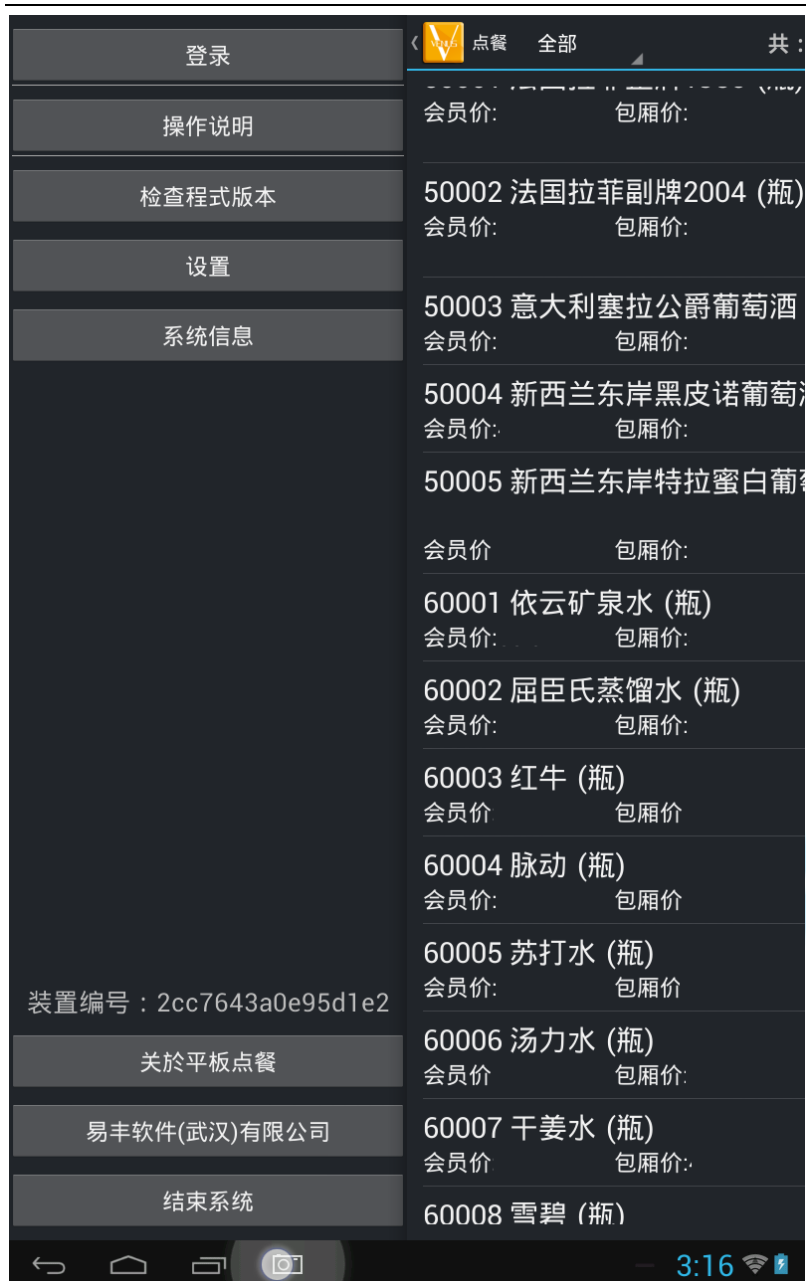 登录
操作说明
检查程式版本
设置
系统信息
装置编号：2cc7643a0e95d1e2
关於平板点餐
易丰软件(武汉)有限公司
结束系统
点餐 全部 共：
会员价: 包厢价:
50002 法国拉菲副牌2004 (瓶)
会员价: 包厢价:
50003 意大利塞拉公爵葡萄酒
会员价: 包厢价:
50004 新西兰东岸黑皮诺葡萄
会员价: 包厢价:
50005 新西兰东岸特拉蜜白葡
会员价 包厢价:
60001 依云矿泉水 (瓶)
会员价: 包厢价:
60002 屈臣氏蒸馏水 (瓶)
会员价: 包厢价:
60003 红牛 (瓶)
会员价 包厢价
60004 脉动 (瓶)
会员价: 包厢价
60005 苏打水 (瓶)
会员价: 包厢价
60006 汤力水 (瓶)
会员价 包厢价:
60007 干姜水 (瓶)
会员价 包厢价:
60008 雪碧 (瓶)
3:16